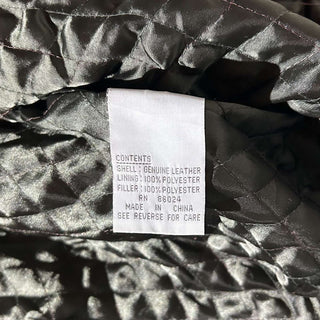 CONTENTS
SHELL: GENUINE LEATHER
LINING: 100% POLYESTER
FILLER: 100% POLYESTER
RN 88024
MADE IN CHINA
SEE REVERSE FOR CARE